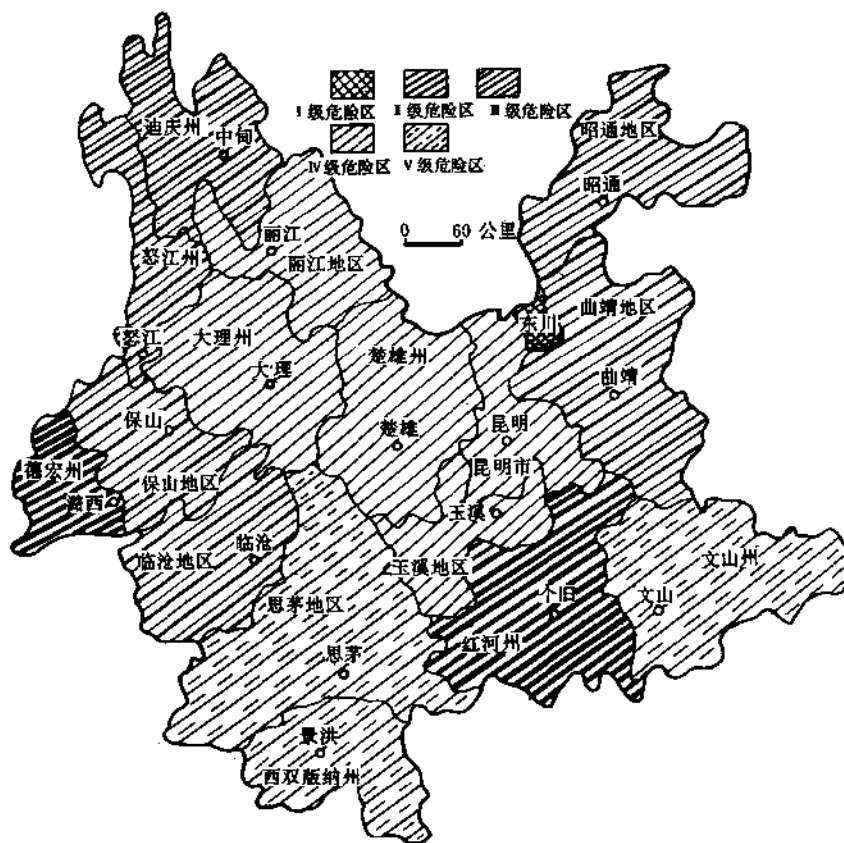 Ⅰ级危险区 Ⅱ级危险区 Ⅲ级危险区
Ⅳ级危险区 Ⅴ级危险区
0 60 公里
迪庆州
中甸
昭通地区
昭通
丽江
丽江地区
怒江州
怒江
大理州
大理
楚雄州
楚雄
东川
曲靖地区
曲靖
昆明
昆明市
保山
保山地区
德宏州
潞西
玉溪
玉溪地区
临沧
临沧地区
思茅地区
思茅
个旧
红河州
文山州
文山
景洪
西双版纳州